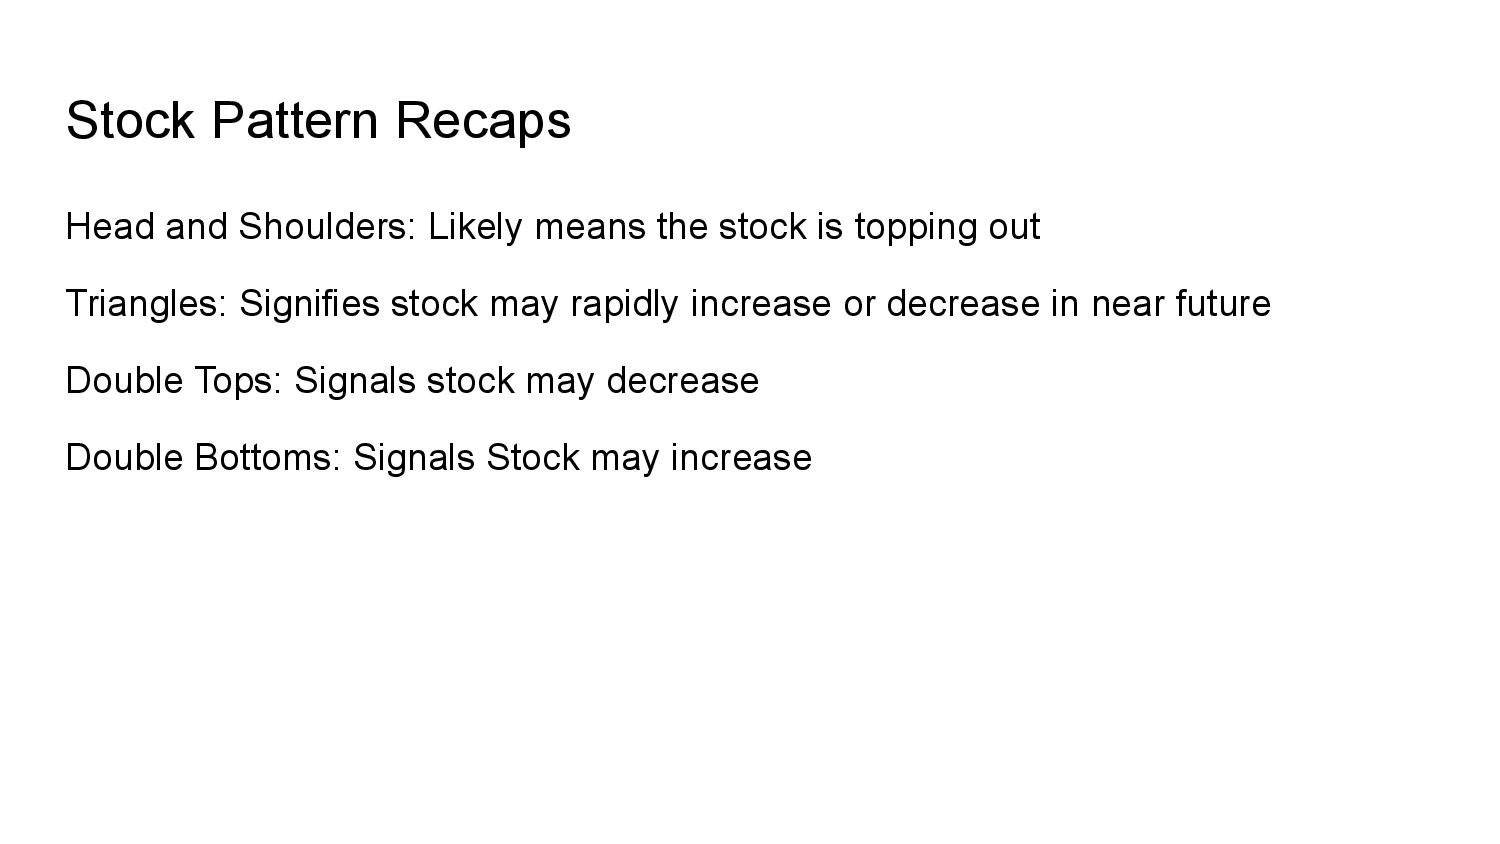 Stock Pattern Recaps
Head and Shoulders: Likely means the stock is topping out
Triangles: Signifies stock may rapidly increase or decrease in near future
Double Tops: Signals stock may decrease
Double Bottoms: Signals Stock may increase